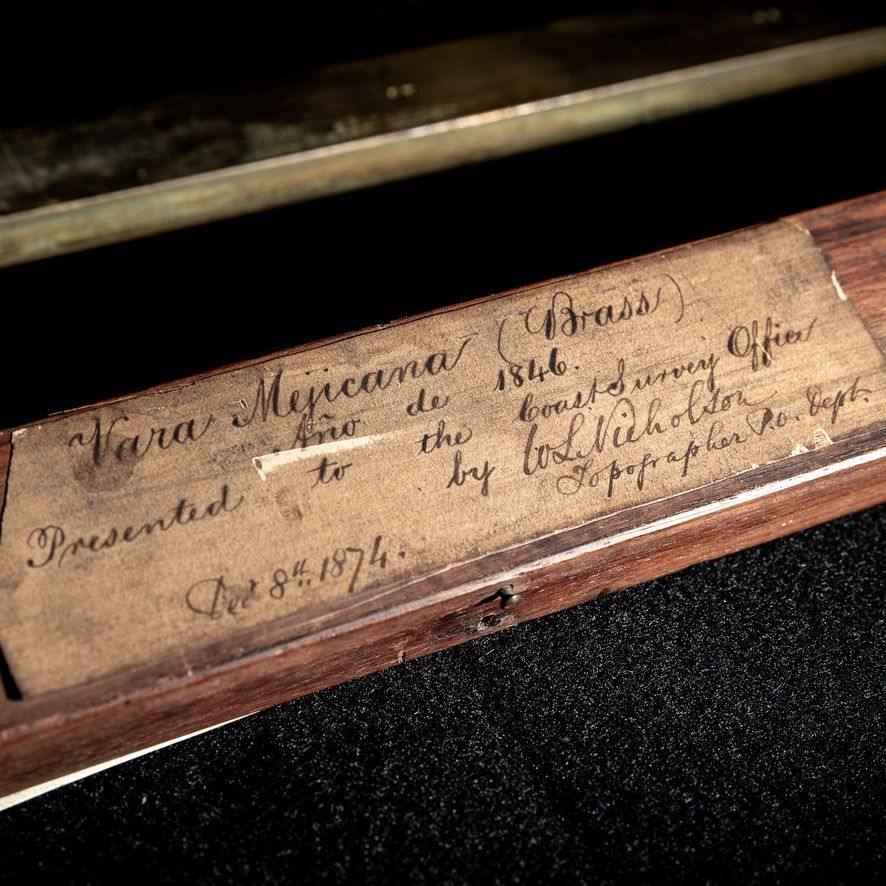 Vara Mejicana (Brass)
Año de 1846.
Presented to the Coast Survey Office
by W L Nicholson
Topographer P.O. Dept.
Dec 8th. 1874.